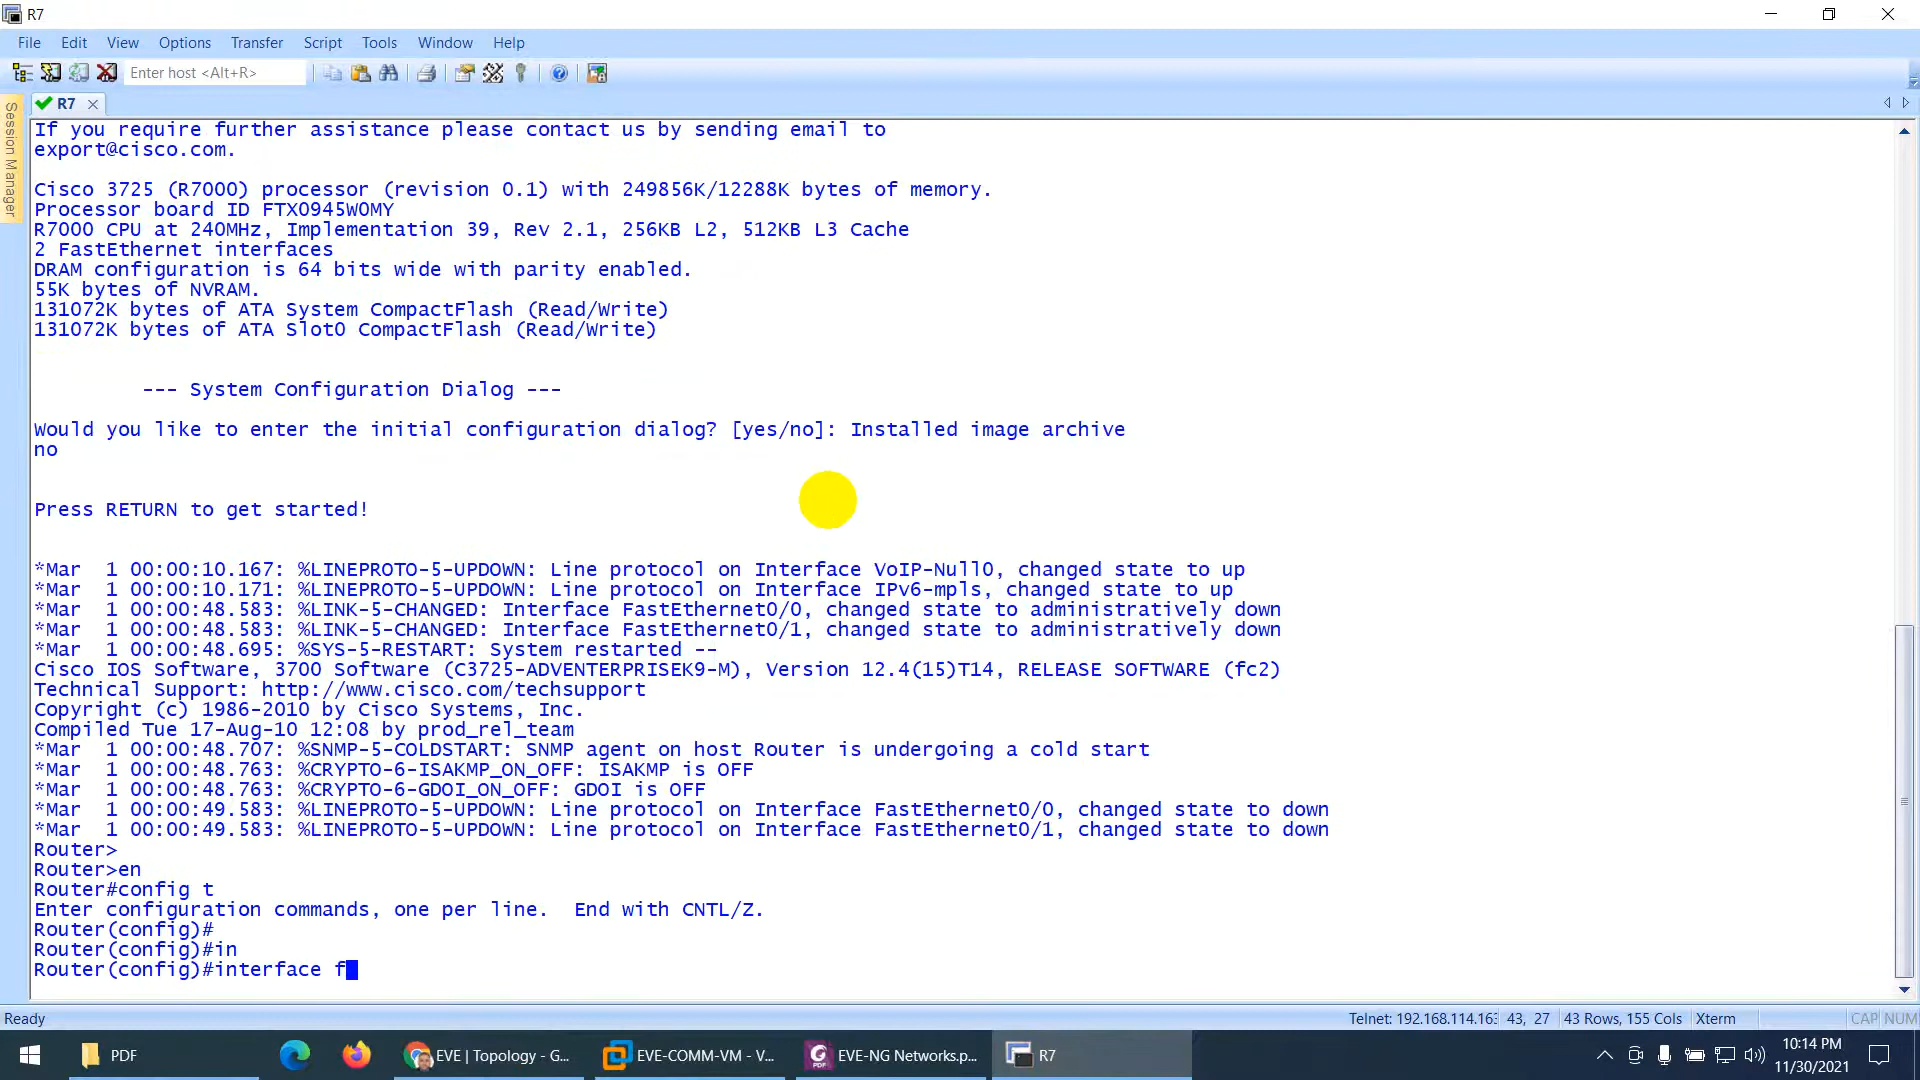 R7
File Edit View Options Transfer Script Tools Window Help
Enter host <Alt+R>
Session Manager
R7
If you require further assistance please contact us by sending email to
export@cisco.com.
Cisco 3725 (R7000) processor (revision 0.1) with 249856K/12288K bytes of memory.
Processor board ID FTX0945W0MY
R7000 CPU at 240MHz, Implementation 39, Rev 2.1, 256KB L2, 512KB L3 Cache
2 FastEthernet interfaces
DRAM configuration is 64 bits wide with parity enabled.
55K bytes of NVRAM.
131072K bytes of ATA System CompactFlash (Read/Write)
131072K bytes of ATA Slot0 CompactFlash (Read/Write)
--- System Configuration Dialog ---
Would you like to enter the initial configuration dialog? [yes/no]: Installed image archive
no
Press RETURN to get started!
*Mar  1 00:00:10.167: %LINEPROTO-5-UPDOWN: Line protocol on Interface VoIP-Null0, changed state to up
*Mar  1 00:00:10.171: %LINEPROTO-5-UPDOWN: Line protocol on Interface IPv6-mpls, changed state to up
*Mar  1 00:00:48.583: %LINK-5-CHANGED: Interface FastEthernet0/0, changed state to administratively down
*Mar  1 00:00:48.583: %LINK-5-CHANGED: Interface FastEthernet0/1, changed state to administratively down
*Mar  1 00:00:48.695: %SYS-5-RESTART: System restarted --
Cisco IOS Software, 3700 Software (C3725-ADVENTERPRISEK9-M), Version 12.4(15)T14, RELEASE SOFTWARE (fc2)
Technical Support: http://www.cisco.com/techsupport
Copyright (c) 1986-2010 by Cisco Systems, Inc.
Compiled Tue 17-Aug-10 12:08 by prod_rel_team
*Mar  1 00:00:48.707: %SNMP-5-COLDSTART: SNMP agent on host Router is undergoing a cold start
*Mar  1 00:00:48.763: %CRYPTO-6-ISAKMP_ON_OFF: ISAKMP is OFF
*Mar  1 00:00:48.763: %CRYPTO-6-GDOI_ON_OFF: GDOI is OFF
*Mar  1 00:00:49.583: %LINEPROTO-5-UPDOWN: Line protocol on Interface FastEthernet0/0, changed state to down
*Mar  1 00:00:49.583: %LINEPROTO-5-UPDOWN: Line protocol on Interface FastEthernet0/1, changed state to down
Router>
Router>en
Router#config t
Enter configuration commands, one per line.  End with CNTL/Z.
Router(config)#
Router(config)#in
Router(config)#interface f
Ready Telnet: 192.168.114.163 43, 27 43 Rows, 155 Cols Xterm CAP NUM
PDF EVE | Topology - G... EVE-COMM-VM - V... EVE-NG Networks.p... R7 10:14 PM
11/30/2021